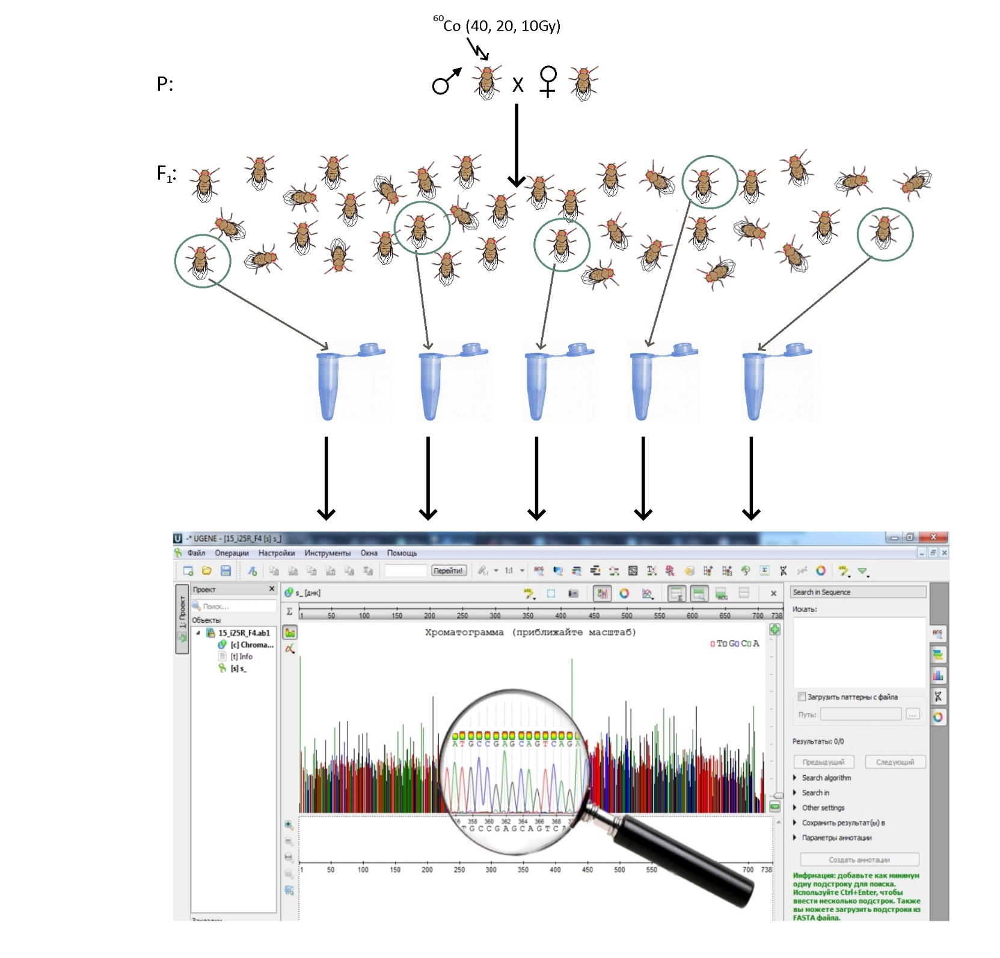 ⁶⁰Co (40, 20, 10Gy)
P:
♂ X ♀
F₁:
U -* UGENE - [15_i25R_F4 [s] s_]
Файл Операции Настройки Инструменты Окна Помощь
Перейти! 1:1
Проект
s_ [днк]
Search in Sequence
1: Проект
Поиск...
Объекты
15_i25R_F4.ab1
[c] Chroma...
[t] Info
[s] s_
1 50 100 150 200 250 300 350 400 450 500 550 600 650 700 738
Хроматограмма (приближайте масштаб)
T G C A
A T G C C G A G C A G T C A G A
358 360 362 364 366 368
T G C C G A G C A G T C A
1 50 100 150 200 250 300 350 400 450 500 550 700 738
Искать:
Загрузить паттерны с файла
Путь: ...
Результаты: 0/0
Предыдущий Следующий
Search algorithm
Search in
Other settings
Сохранить результат(ы) в
Параметры аннотации
Создать аннотации
Инфрмация: добавьте как минимум
одну подстроку для поиска.
Используйте Ctrl+Enter, чтобы
ввести несколько подстрок. Также
вы можете загрузить подстроки из
FASTA файла.